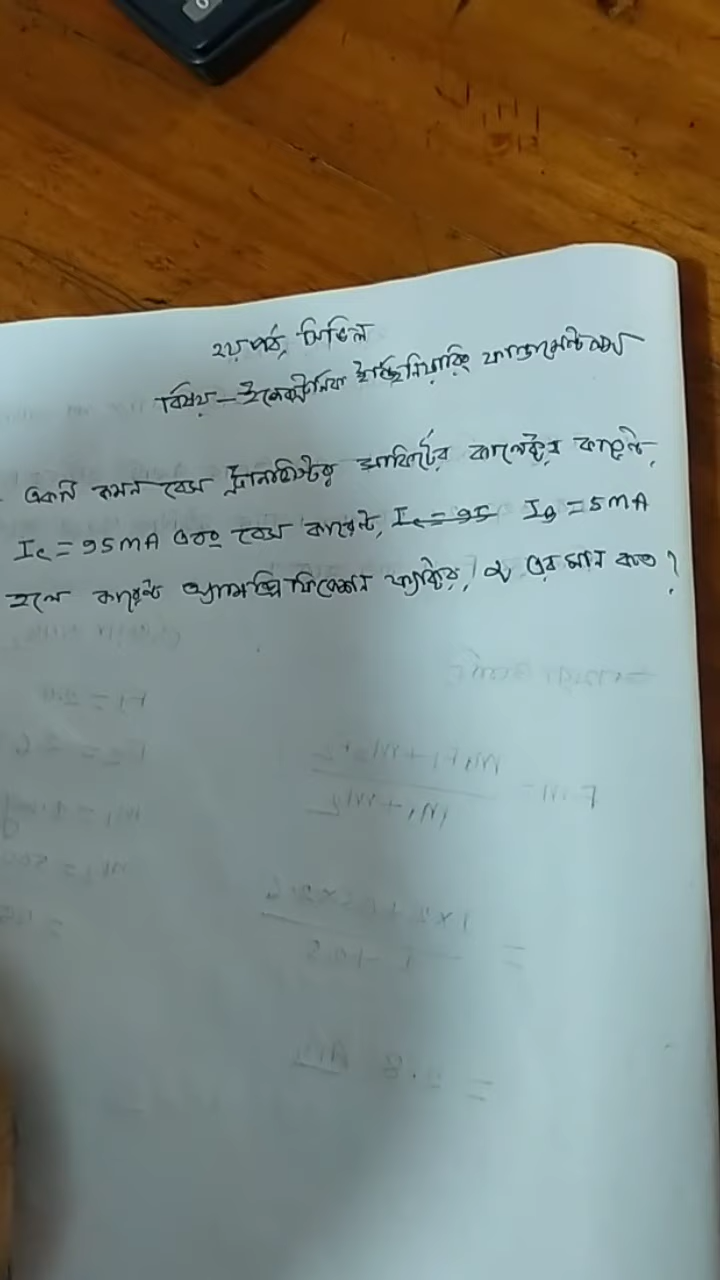 ২য় পর্ব, সিভিল
বিষয় - ইলেকট্রনিক্স ইঞ্জিনিয়ারিং ফান্ডামেন্টালস
একটি কমন বেস ট্রানজিস্টর সার্কিটের কালেক্টর কারেন্ট,
Ic = 95mA এবং বেস কারেন্ট, Ic = 95 IB = 5mA
হলে কারেন্ট অ্যামপ্লিফিকেশন ফ্যাক্টর, α এর মান কত?